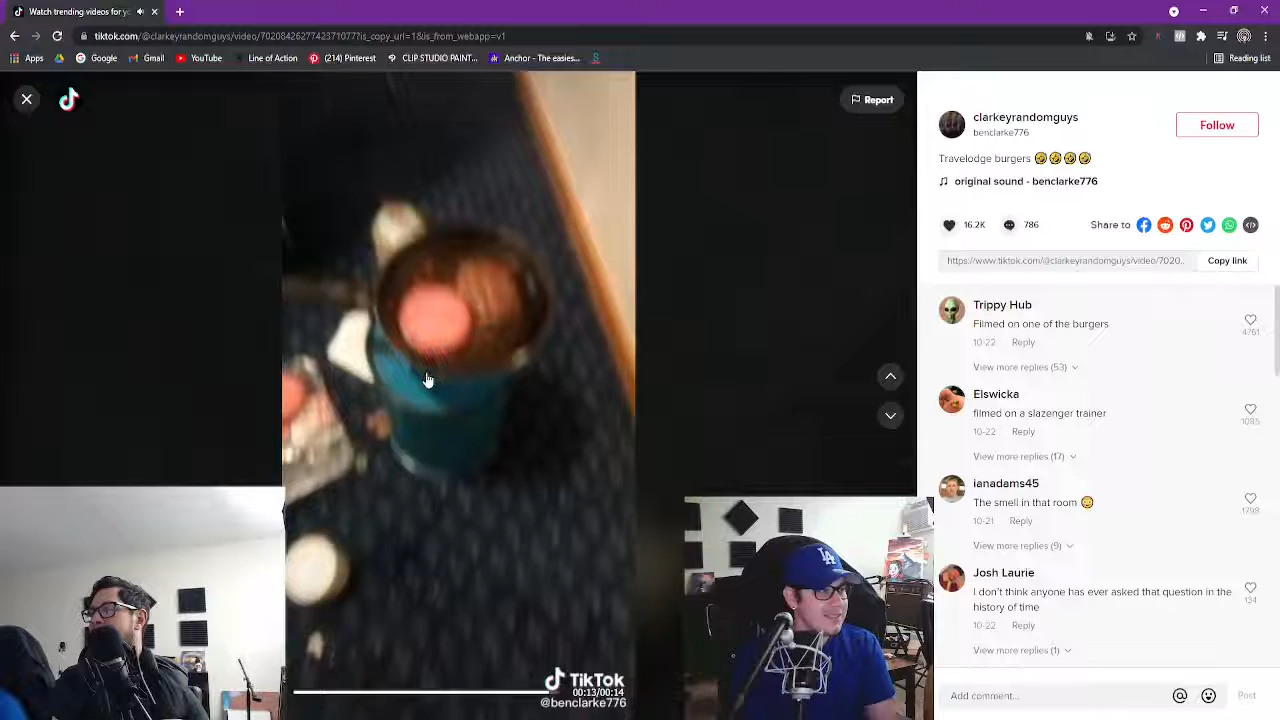 Watch trending videos for yo
tiktok.com/@clarkeyrandomguys/video/7020842627742371077?is_copy_url=1&is_from_webapp=v1
Apps
Google
Gmail
YouTube
Line of Action
(214) Pinterest
CLIP STUDIO PAINT...
Anchor - The easies...
Reading list
Report
clarkeyrandomguys
benclarke776
Follow
Travelodge burgers 🤣🤣🤣🤣
original sound - benclarke776
16.2K
786
Share to
https://www.tiktok.com/@clarkeyrandomguys/video/7020..
Copy link
Trippy Hub
Filmed on one of the burgers
4761
10-22 Reply
View more replies (53)
Elswicka
filmed on a slazenger trainer
1085
10-22 Reply
View more replies (17)
ianadams45
The smell in that room 😳
1798
10-21 Reply
View more replies (9)
Josh Laurie
I don't think anyone has ever asked that question in the
history of time
134
10-22 Reply
View more replies (1)
TikTok
00:13/00:14
@benclarke776
LA
Add comment...
Post